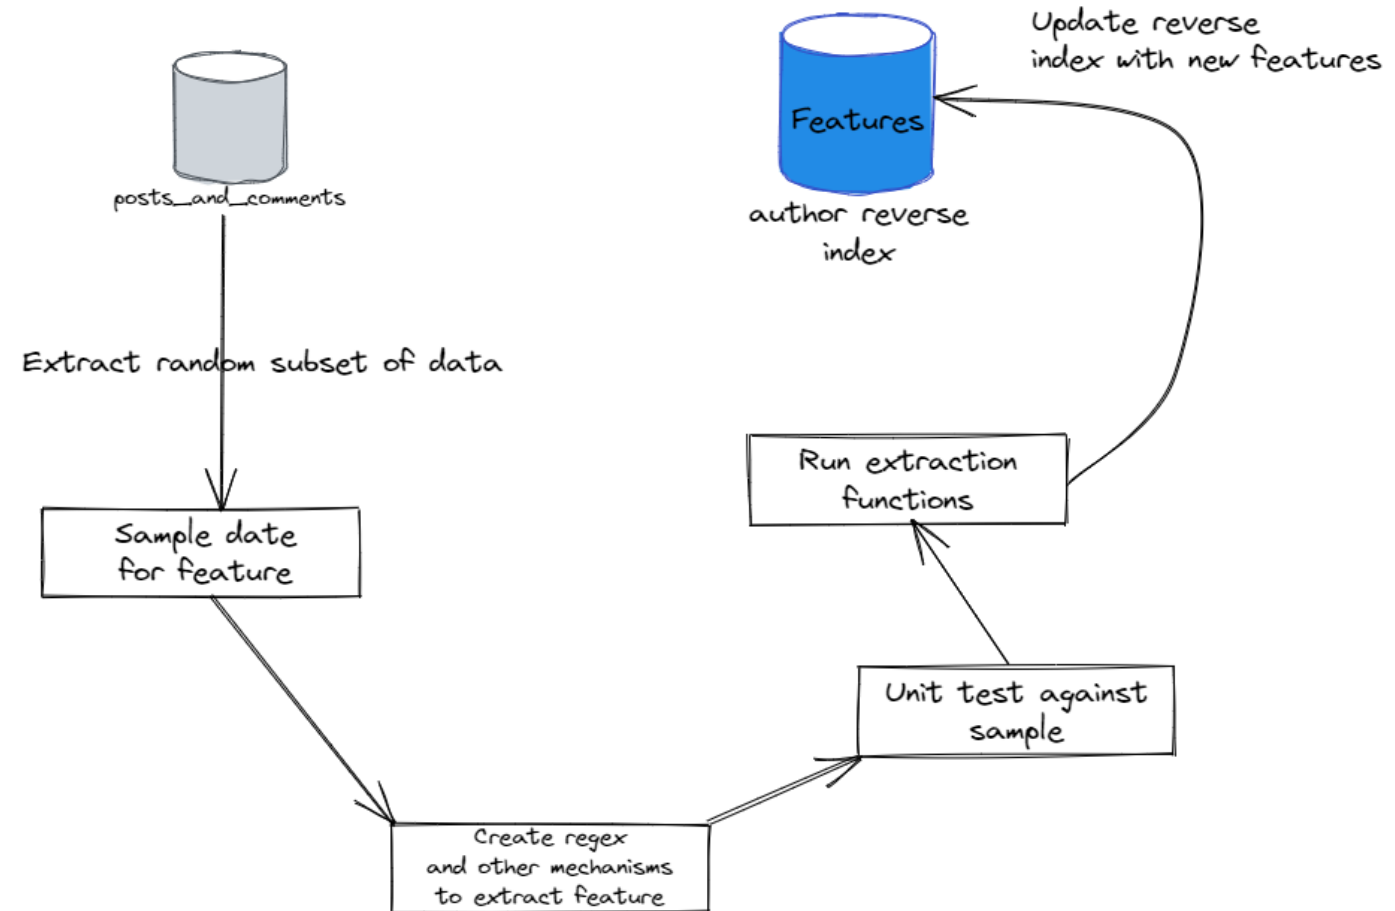 posts_and_comments
Extract random subset of data
Sample date
for feature
Create regex
and other mechanisms
to extract feature
Unit test against
sample
Run extraction
functions
Update reverse
index with new features
Features
author reverse
index